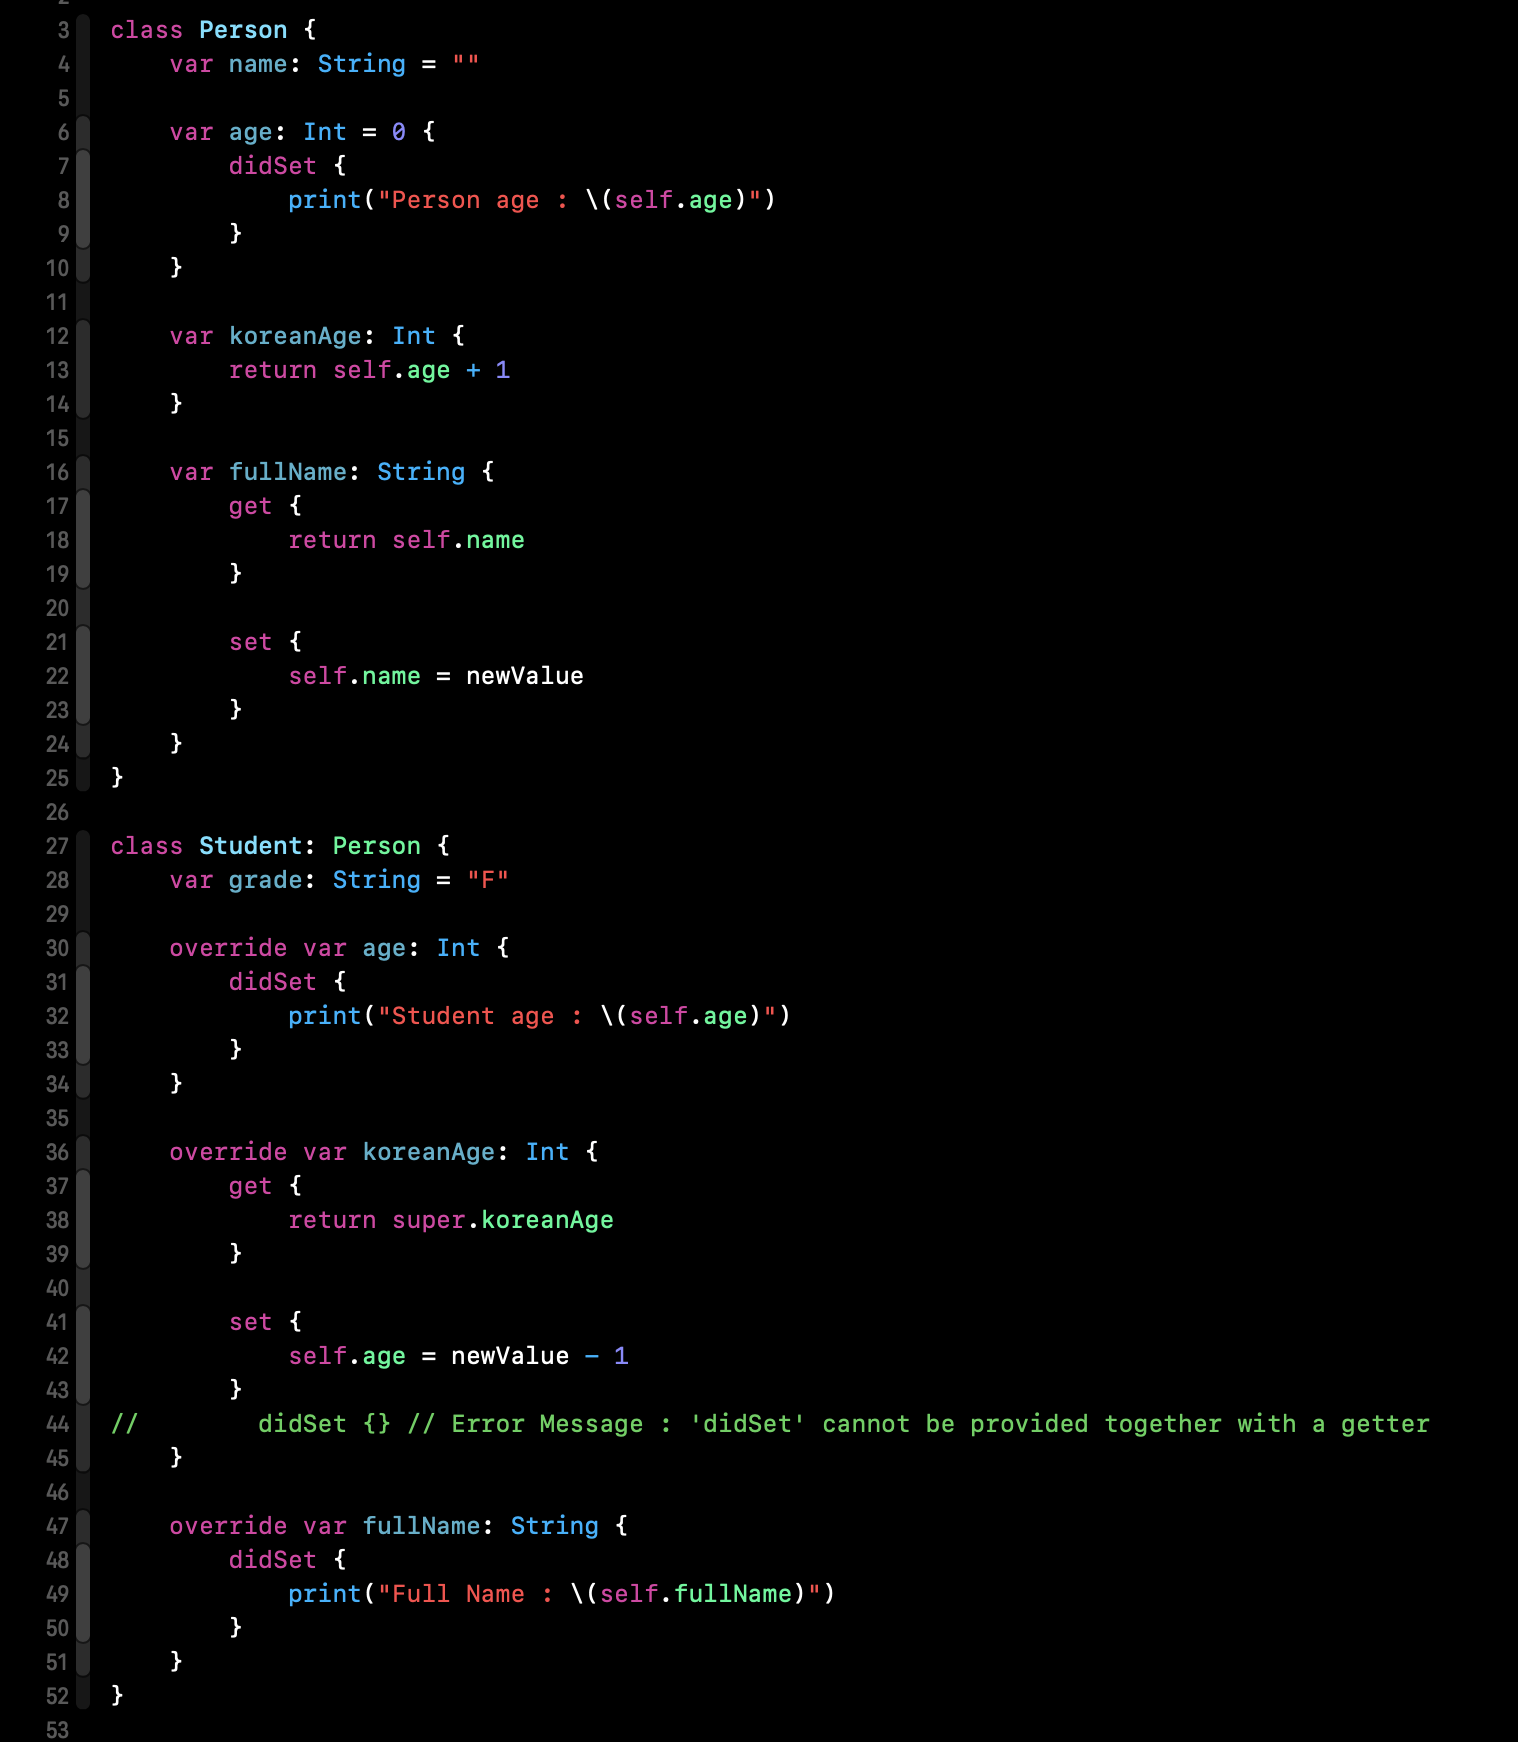 3 class Person {
4     var name: String = ""
5
6     var age: Int = 0 {
7         didSet {
8             print("Person age : \(self.age)")
9         }
10     }
11
12     var koreanAge: Int {
13         return self.age + 1
14     }
15
16     var fullName: String {
17         get {
18             return self.name
19         }
20
21         set {
22             self.name = newValue
23         }
24     }
25 }
26
27 class Student: Person {
28     var grade: String = "F"
29
30     override var age: Int {
31         didSet {
32             print("Student age : \(self.age)")
33         }
34     }
35
36     override var koreanAge: Int {
37         get {
38             return super.koreanAge
39         }
40
41         set {
42             self.age = newValue - 1
43         }
44 //        didSet {} // Error Message : 'didSet' cannot be provided together with a getter
45     }
46
47     override var fullName: String {
48         didSet {
49             print("Full Name : \(self.fullName)")
50         }
51     }
52 }
53